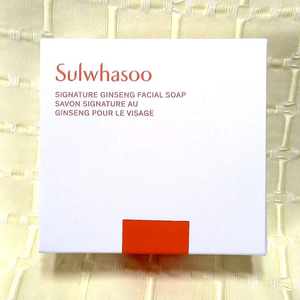 Sulwhasoo
SIGNATURE GINSENG FACIAL SOAP
SAVON SIGNATURE AU
GINSENG POUR LE VISAGE